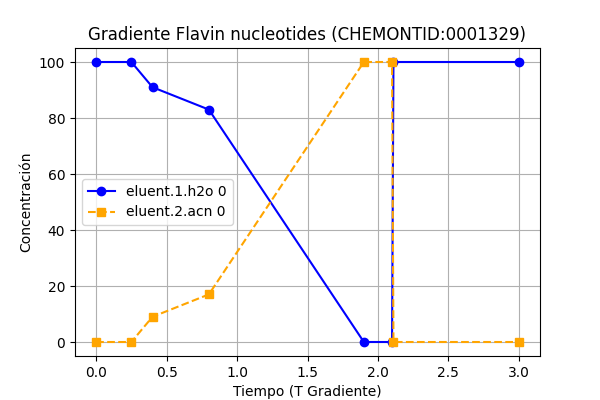 Gradiente Flavin nucleotides (CHEMONTID:0001329)
100
80
60
40
20
0
Concentración
eluent.1.h2o 0
eluent.2.acn 0
0.0 0.5 1.0 1.5 2.0 2.5 3.0
Tiempo (T Gradiente)